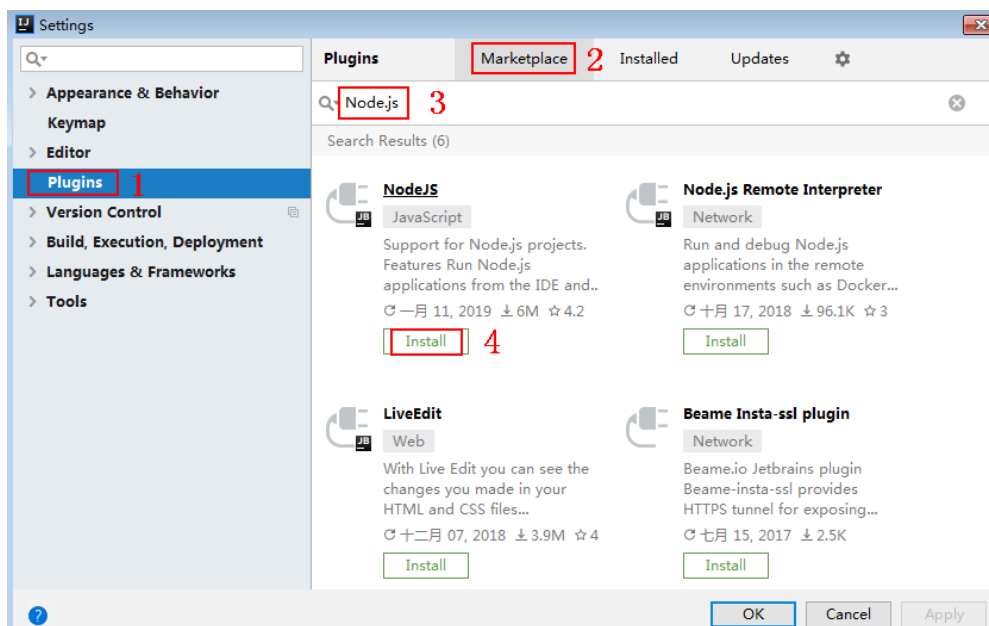 Settings
Appearance & Behavior
Keymap
Editor
Plugins 1
Version Control
Build, Execution, Deployment
Languages & Frameworks
Tools
Plugins Marketplace 2 Installed Updates
Node.js 3
Search Results (6)
NodeJS
JavaScript
Support for Node.js projects.
Features Run Node.js
applications from the IDE and..
一月 11, 2019 6M 4.2
Install 4
Node.js Remote Interpreter
Network
Run and debug Node.js
applications in the remote
environments such as Docker...
十月 17, 2018 96.1K 3
Install
LiveEdit
Web
With Live Edit you can see the
changes you made in your
HTML and CSS files...
十二月 07, 2018 3.9M 4
Install
Beame Insta-ssl plugin
Network
Beame.io Jetbrains plugin
Beame-insta-ssl provides
HTTPS tunnel for exposing...
七月 15, 2017 2.5K
Install
?
OK Cancel Apply